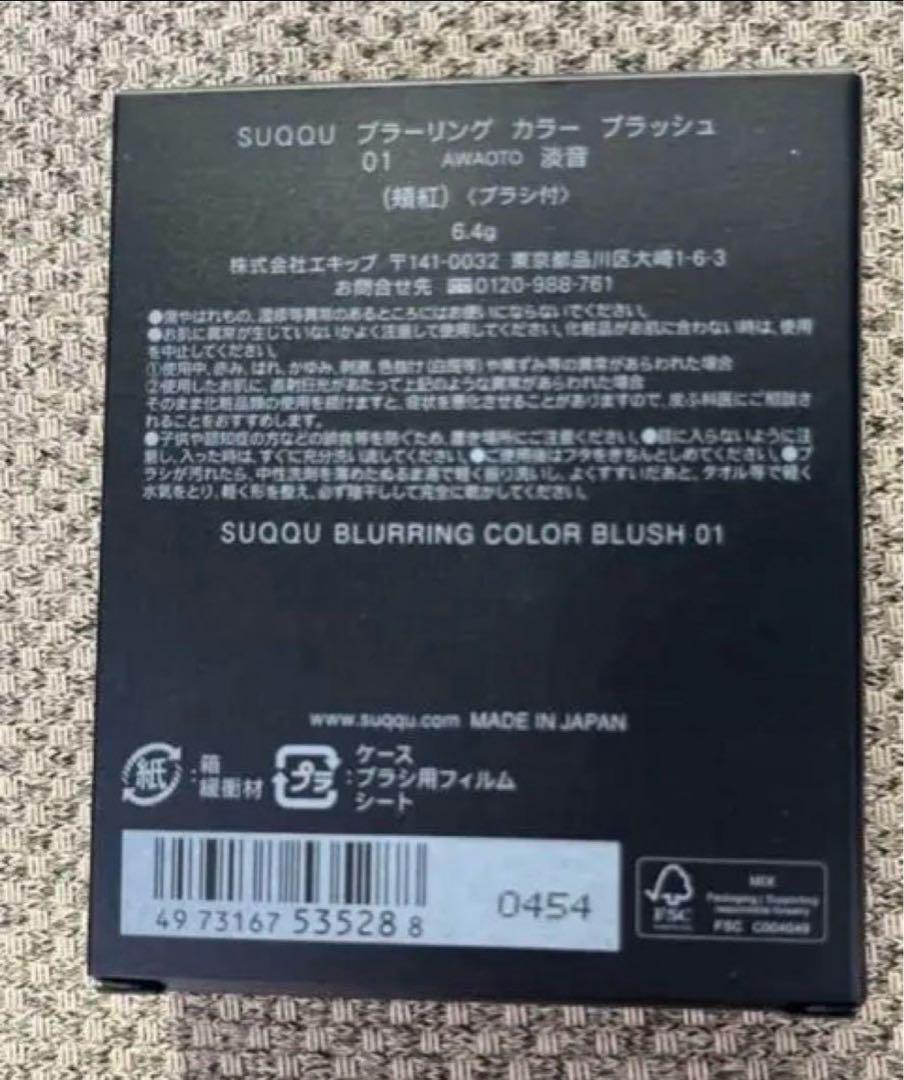 SUQQU ブラーリング カラー ブラッシュ
01 AWAOTO 淡音
(頬紅)〈ブラシ付〉
6.4g
株式会社エキップ 〒141-0032 東京都品川区大崎1-6-3
お問合せ先 0120-988-761
●傷やはれもの、湿疹等異常のあるところにはお使いにならないでください。
●お肌に異常が生じていないかよく注意して使用してください。化粧品がお肌に合わない時は、使用
を中止してください。
①使用中、赤み、はれ、かゆみ、刺激、色抜け(白斑等)や黒ずみ等の異常があらわれた場合
②使用したお肌に、直射日光があたって上記のような異常があらわれた場合
そのまま化粧品類の使用を続けますと、症状を悪化させることがありますので、皮ふ科医にご相談さ
れることをおすすめします。
●子供や認知症の方などの誤食等を防ぐため、置き場所にご注意ください。●目に入らないように注
意し、入った時は、すぐに充分洗い流してください。●ご使用後はフタをきちんとしめてください。●ブ
ラシが汚れたら、中性洗剤を薄めたぬるま湯で軽く振り洗いし、よくすすいだあと、タオル等で軽く
水気をとり、軽く形を整え、必ず陰干しして完全に乾かしてください。
SUQQU BLURRING COLOR BLUSH 01
www.suqqu.com MADE IN JAPAN
紙:箱
緩衝材
プラ:ケース
ブラシ用フィルム
シート
4973167535288
0454
FSC
MIX
Packaging | Supporting
responsible forestry
FSC C004049